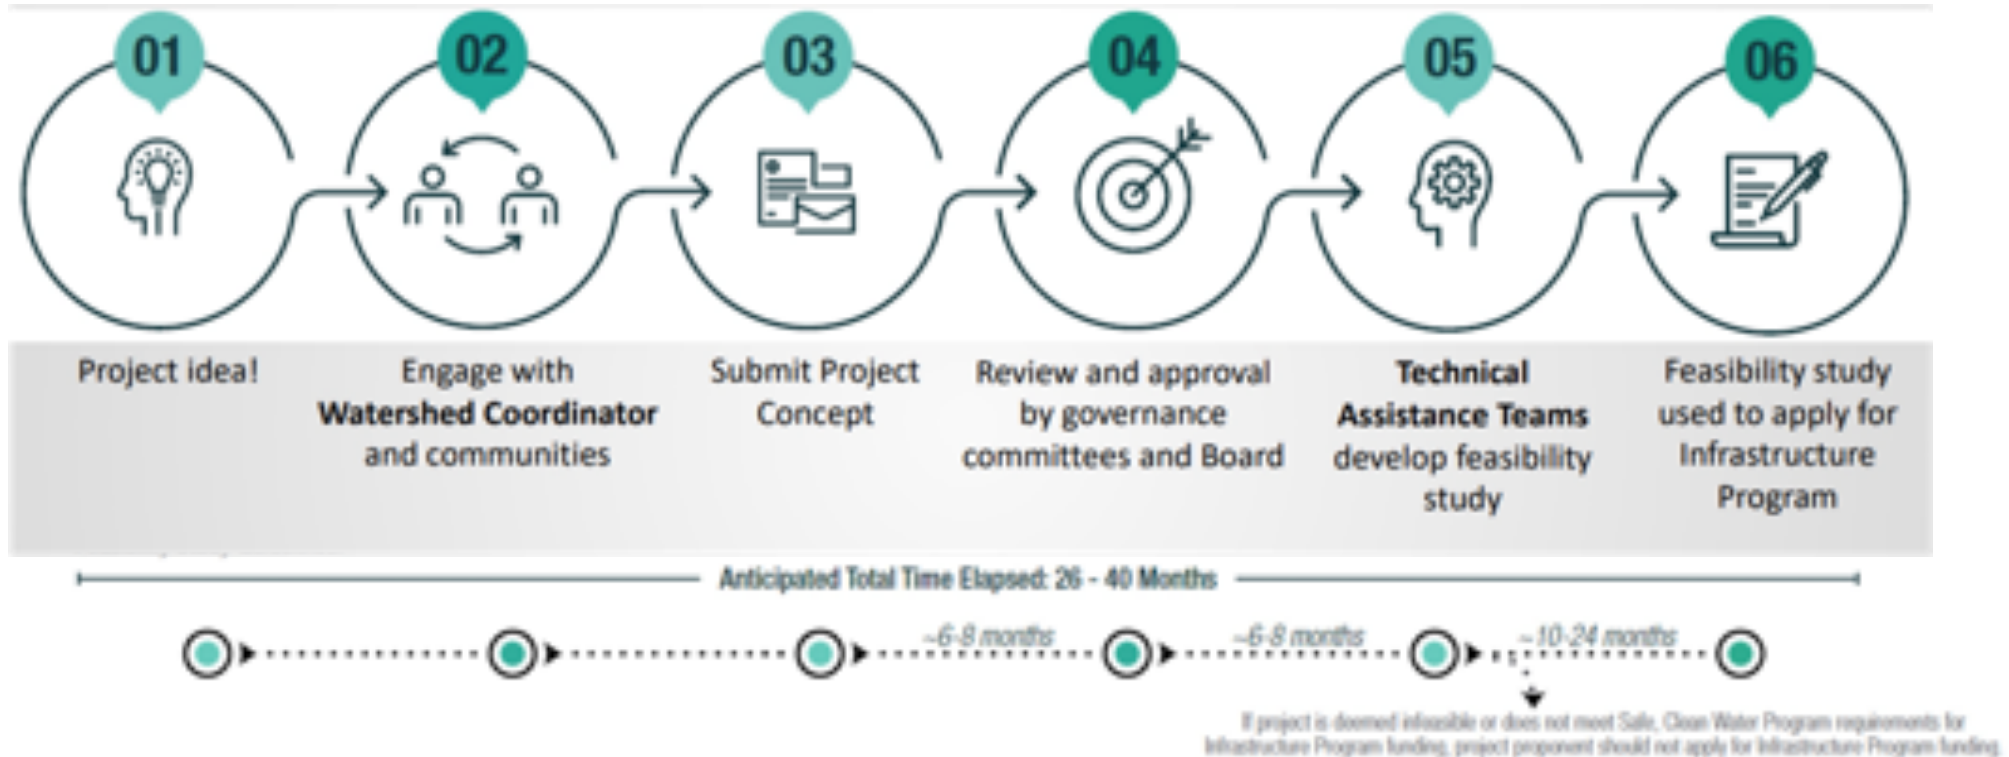 01
02
03
04
05
06
Project idea!
Engage with
Watershed Coordinator
and communities
Submit Project
Concept
Review and approval
by governance
committees and Board
Technical
Assistance Teams
develop feasibility
study
Feasibility study
used to apply for
Infrastructure
Program
Anticipated Total Time Elapsed: 26 - 40 Months
~6-8 months
~6-8 months
~10-24 months
If project is deemed infeasible or does not meet Safe, Clean Water Program requirements for
Infrastructure Program funding, project proponent should not apply for Infrastructure Program funding.